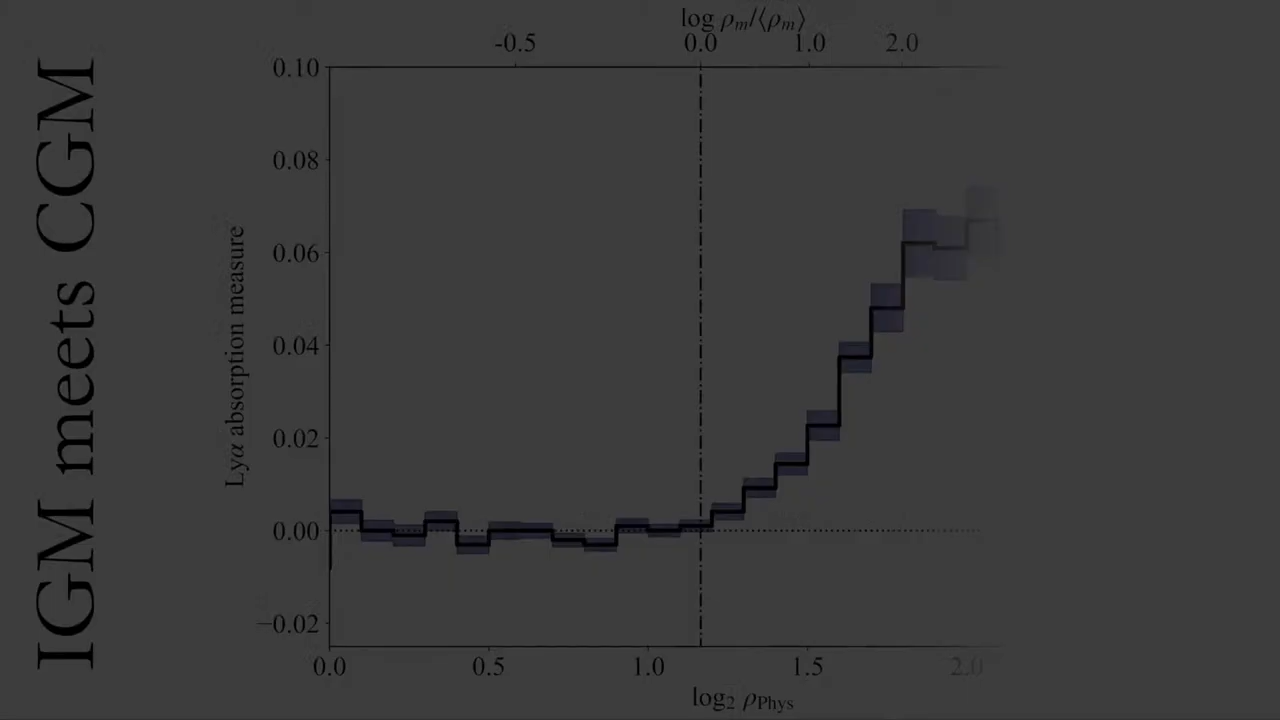 IGM meets CGM
log ρm/⟨ρm⟩
-0.5 0.0 1.0 2.0
Lyα absorption measure
0.10
0.08
0.06
0.04
0.02
0.00
−0.02
0.0 0.5 1.0 1.5 2.0
log₂ ρPhys